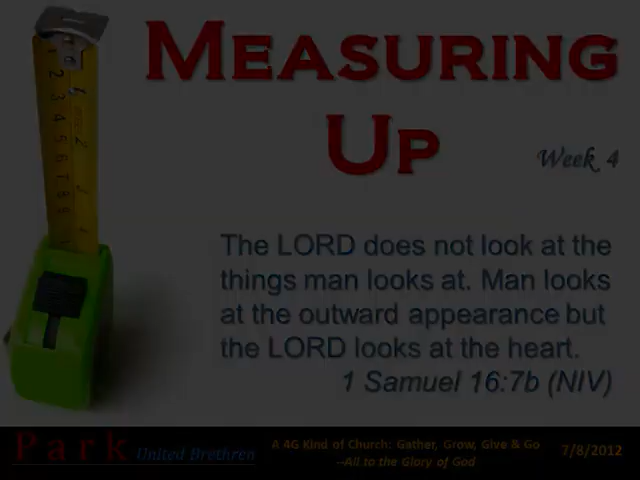 MEASURING
UP
Week 4
The LORD does not look at the
things man looks at. Man looks
at the outward appearance but
the LORD looks at the heart.
1 Samuel 16:7b (NIV)
Park United Brethren
A 4G Kind of Church: Gather, Grow, Give & Go
--All to the Glory of God
7/8/2012